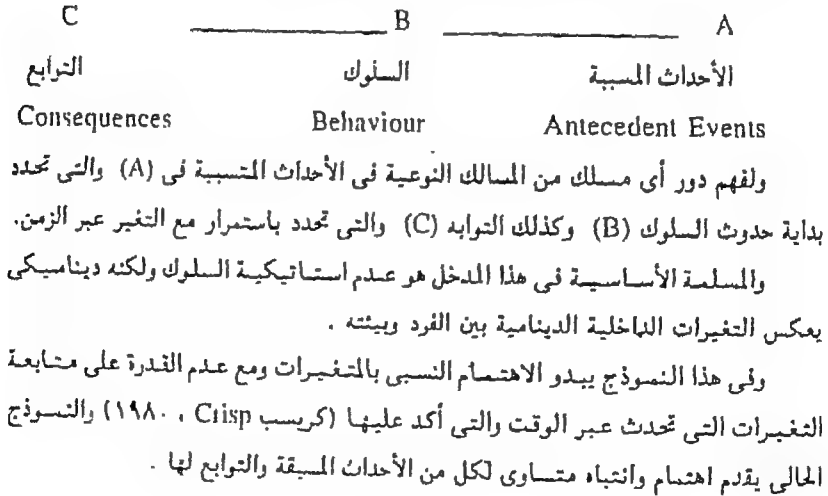 C ____________ B ____________ A
التوابع السلوك الأحداث المسببة
Consequences Behaviour Antecedent Events
ولفهم دور أى مسلك من المسالك النوعية فى الأحداث المتسببة فى (A) والتى تحدد
بداية حدوث السلوك (B) وكذلك التوابه (C) والتى تحدد باستمرار مع التغير عبر الزمن.
والمسلمة الأساسية فى هذا المدخل هو عدم استاتيكية السلوك ولكنه ديناميكى
يعكس التغيرات الداخلية الدينامية بين الفرد وبيئته .
وفى هذا النموذج يبدو الاهتمام النسبى بالمتغيرات ومع عدم القدرة على متابعة
التغيرات التى تحدث عبر الوقت والتى أكد عليها (كريسب Crisp ، ١٩٨٠) والنموذج
الحالى يقدم اهتمام وانتباه متساوى لكل من الأحداث المسبقة والتوابع لها .